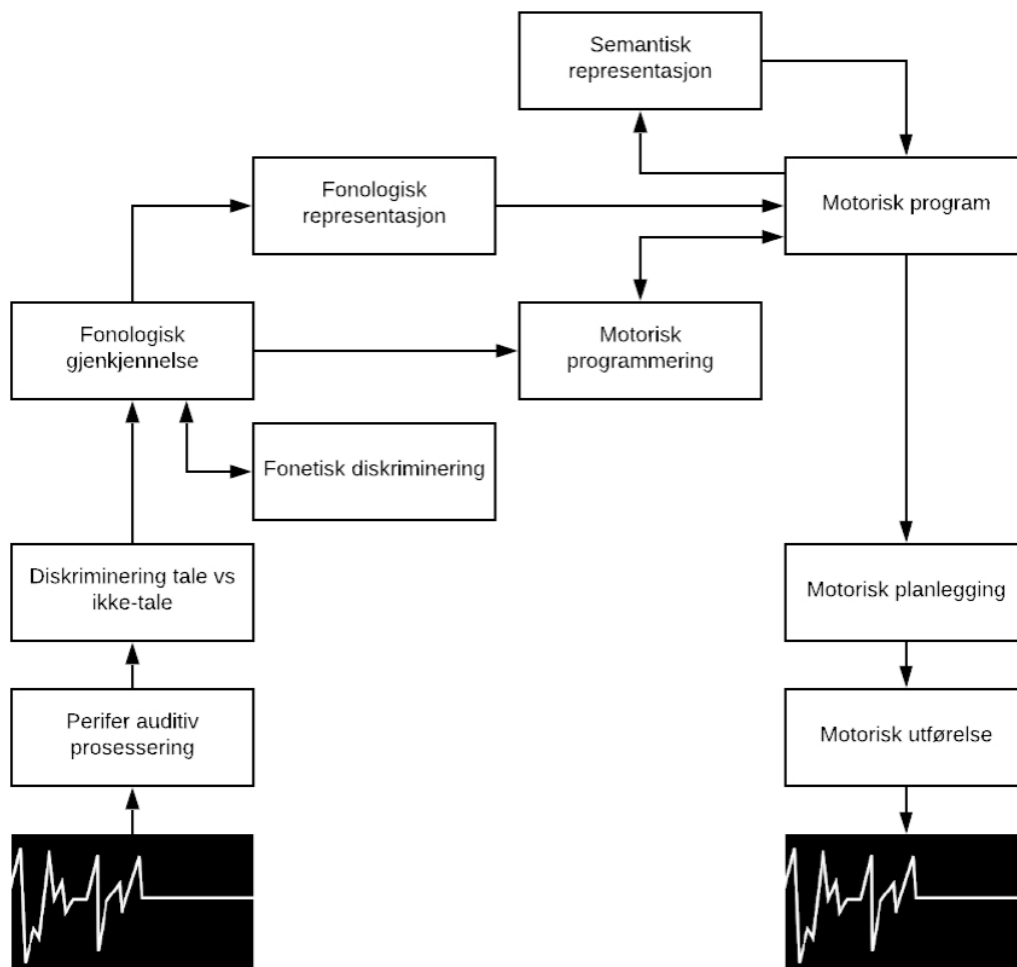 Semantisk
representasjon
Fonologisk
representasjon
Motorisk program
Fonologisk
gjenkjennelse
Motorisk
programmering
Fonetisk diskriminering
Diskriminering tale vs
ikke-tale
Motorisk planlegging
Perifer auditiv
prosessering
Motorisk utførelse